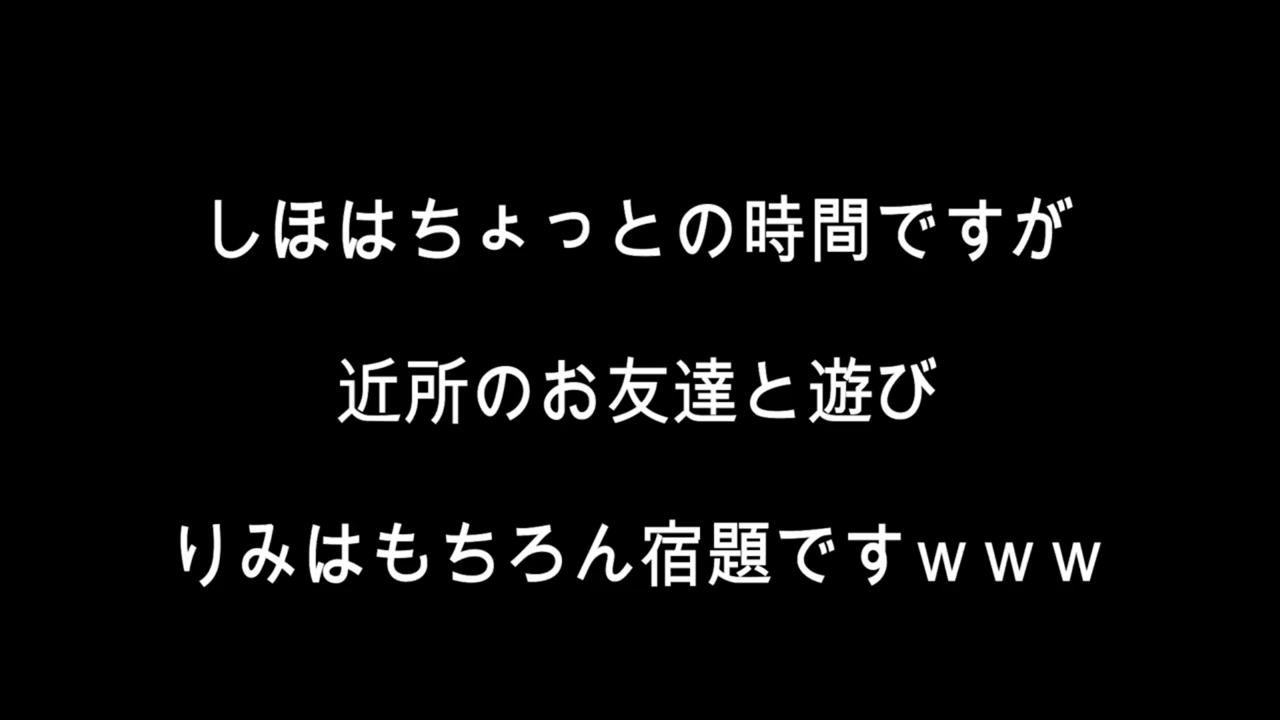 しほはちょっとの時間ですが
近所のお友達と遊び
りみはもちろん宿題ですｗｗｗ